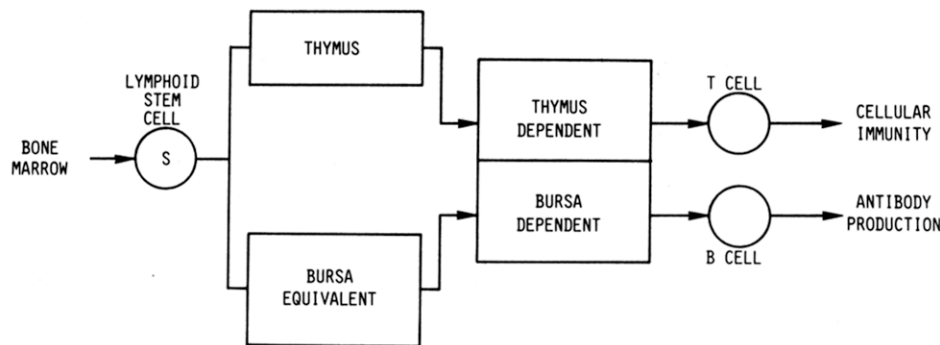 BONE
MARROW
LYMPHOID
STEM
CELL
S
THYMUS
BURSA
EQUIVALENT
THYMUS
DEPENDENT
BURSA
DEPENDENT
T CELL
B CELL
CELLULAR
IMMUNITY
ANTIBODY
PRODUCTION